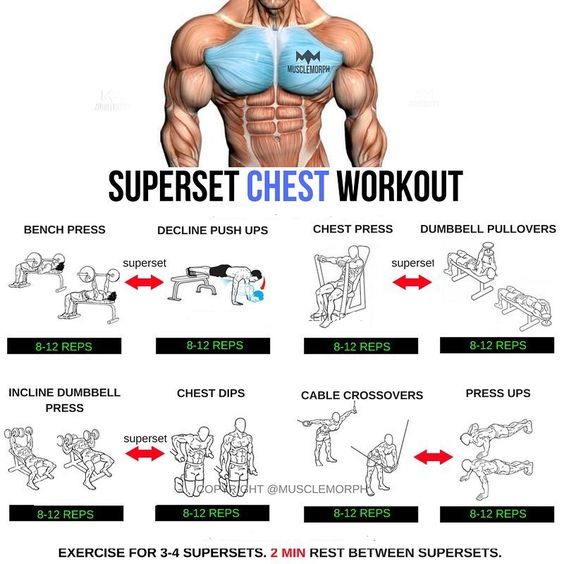 MUSCLEMORPH
SUPERSET CHEST WORKOUT
BENCH PRESS
superset
DECLINE PUSH UPS
8-12 REPS
8-12 REPS
CHEST PRESS
superset
DUMBBELL PULLOVERS
8-12 REPS
8-12 REPS
INCLINE DUMBBELL
PRESS
superset
CHEST DIPS
8-12 REPS
8-12 REPS
CABLE CROSSOVERS
PRESS UPS
8-12 REPS
8-12 REPS
COPYRIGHT @MUSCLEMORPH
EXERCISE FOR 3-4 SUPERSETS. 2 MIN REST BETWEEN SUPERSETS.